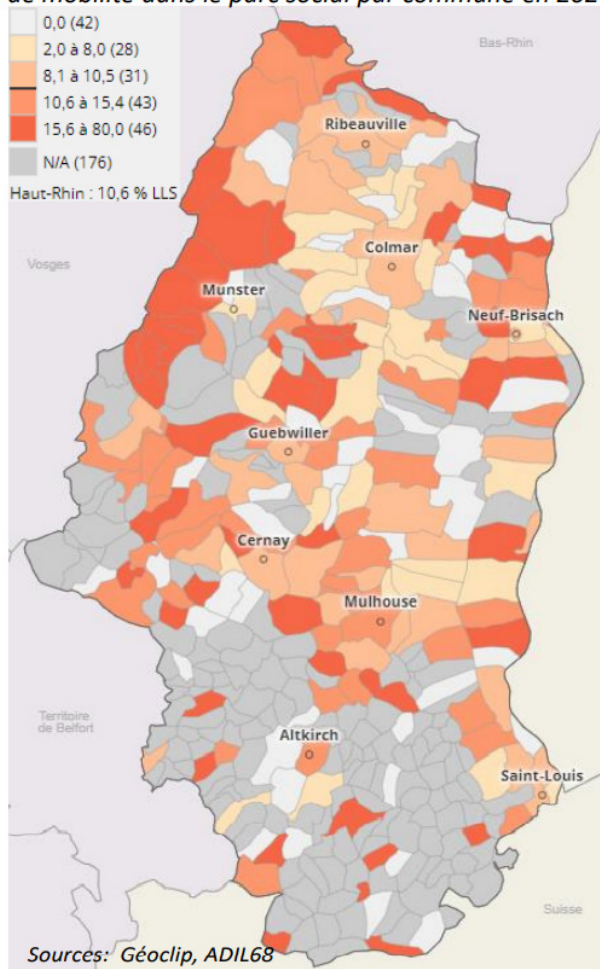 de mobilité dans le parc social par commune en 202
0,0 (42)
2,0 à 8,0 (28)
8,1 à 10,5 (31)
10,6 à 15,4 (43)
15,6 à 80,0 (46)
N/A (176)
Haut-Rhin : 10,6 % LLS
Bas-Rhin
Ribeauville
Colmar
Vosges
Munster
Neuf-Brisach
Guebwiller
Cernay
Mulhouse
Territoire
de Belfort
Altkirch
Saint-Louis
Suisse
Sources: Géoclip, ADIL68